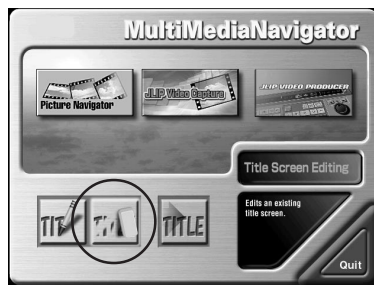 MultiMediaNavigator
Picture Navigator
JLIP Video Capture
JLIP VIDEO PRODUCER
Title Screen Editing
Edits an existing
title screen.
TITLE
Quit